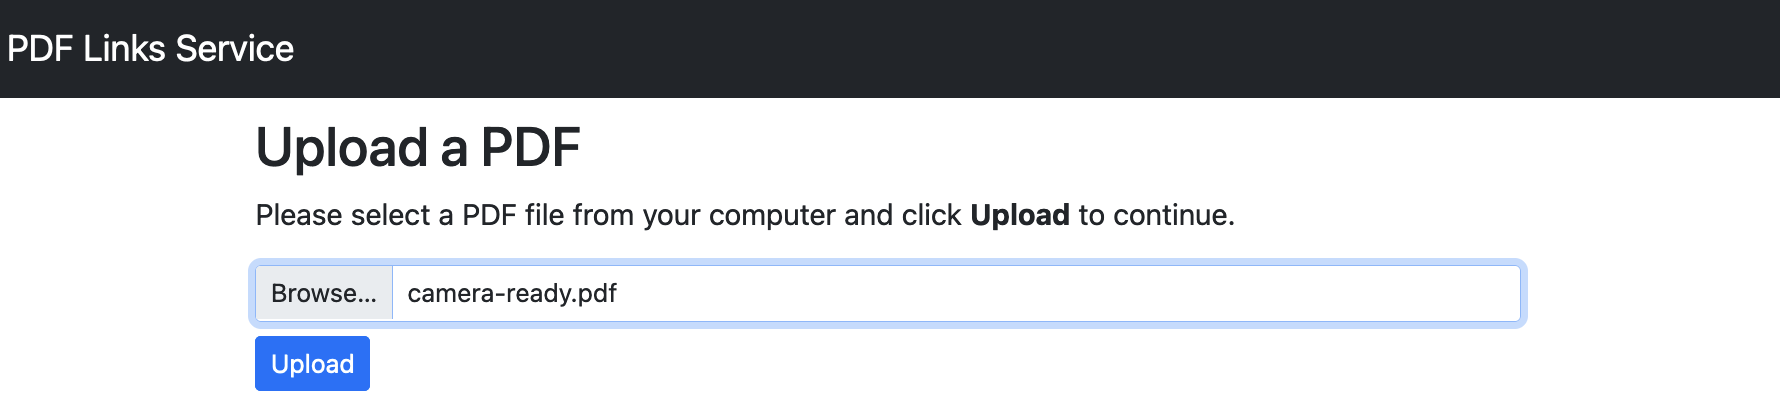 PDF Links Service
Upload a PDF
Please select a PDF file from your computer and click Upload to continue.
Browse... camera-ready.pdf
Upload